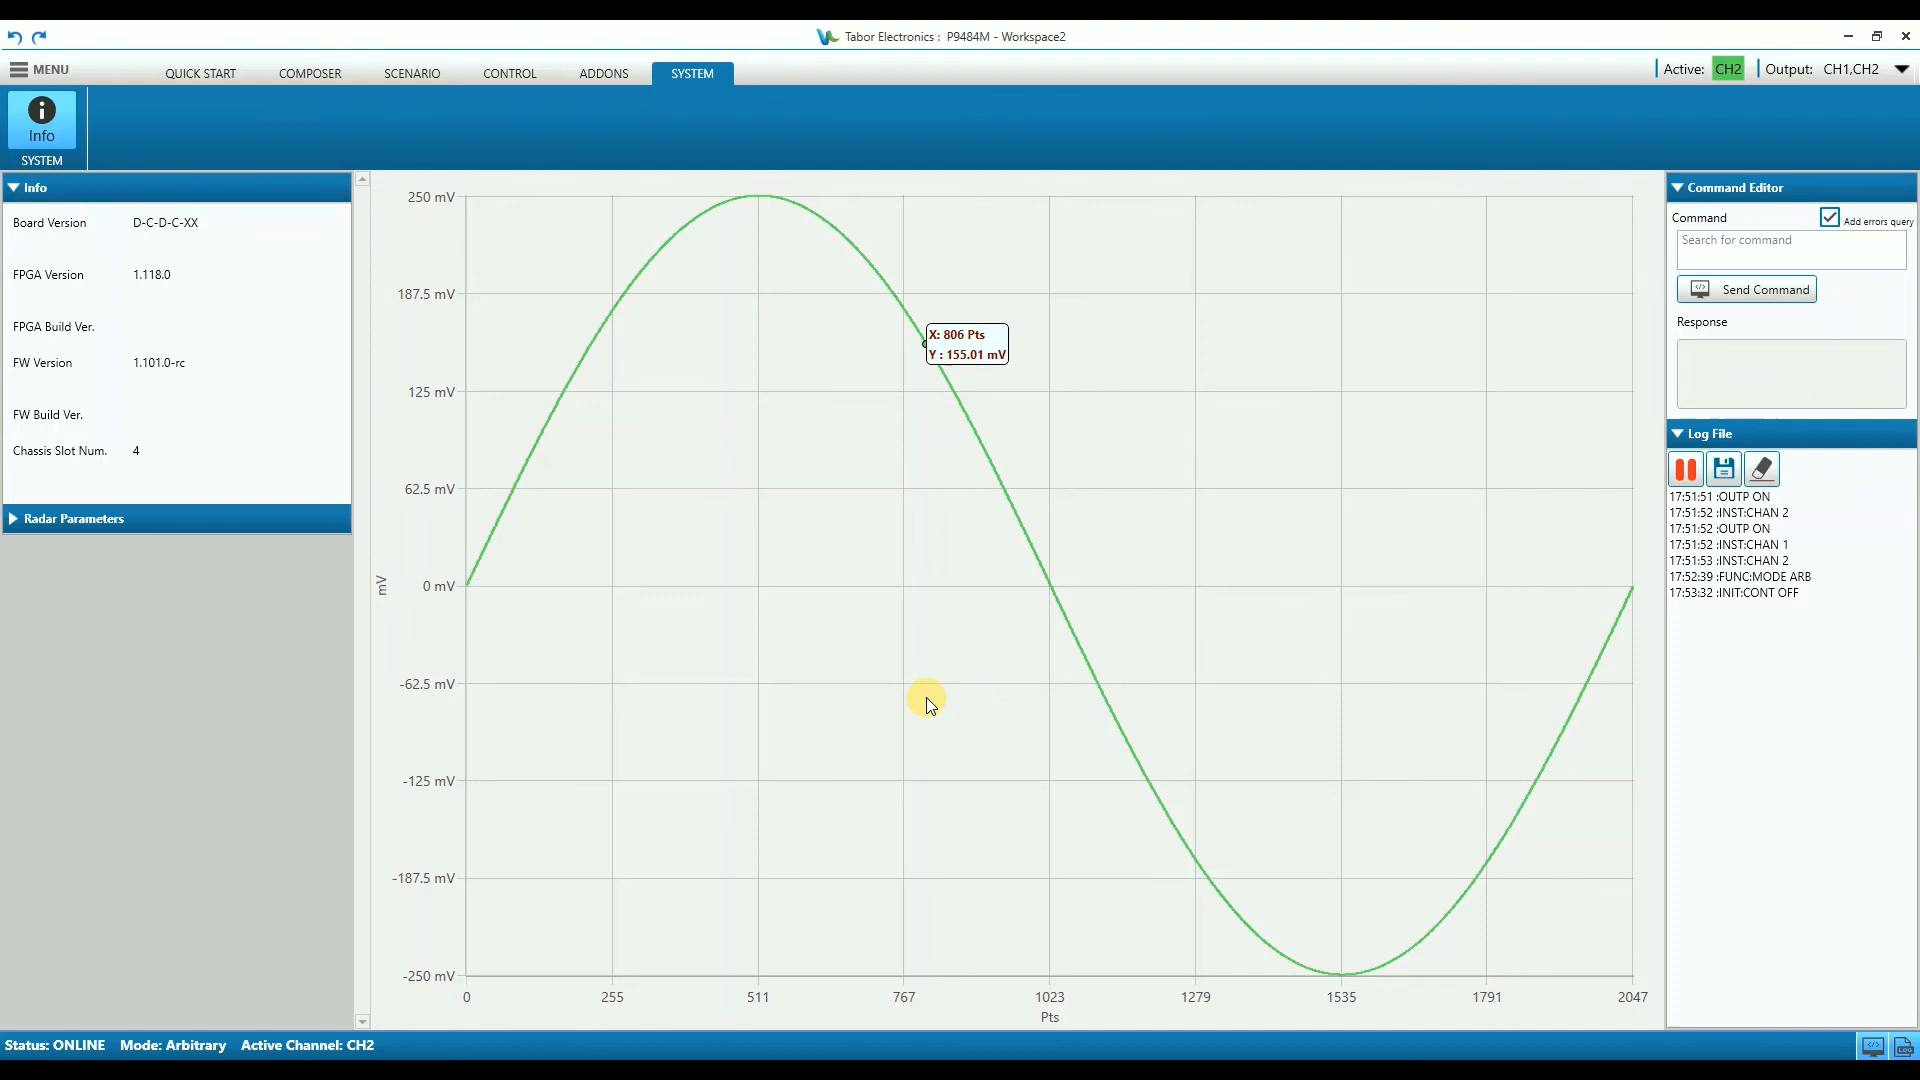 Tabor Electronics : P9484M - Workspace2
MENU
QUICK START
COMPOSER
SCENARIO
CONTROL
ADDONS
SYSTEM
Active: CH2
Output: CH1,CH2
Info
SYSTEM
Info
Board Version D-C-D-C-XX
FPGA Version 1.118.0
FPGA Build Ver.
FW Version 1.101.0-rc
FW Build Ver.
Chassis Slot Num. 4
Radar Parameters
250 mV
187.5 mV
125 mV
62.5 mV
0 mV
-62.5 mV
-125 mV
-187.5 mV
-250 mV
mV
X: 806 Pts
Y : 155.01 mV
0 255 511 767 1023 1279 1535 1791 2047
Pts
Command Editor
Command
Add errors query
Search for command
Send Command
Response
Log File
17:51:51 :OUTP ON
17:51:52 :INST:CHAN 2
17:51:52 :OUTP ON
17:51:52 :INST:CHAN 1
17:51:53 :INST:CHAN 2
17:52:39 :FUNC:MODE ARB
17:53:32 :INIT:CONT OFF
Status: ONLINE Mode: Arbitrary Active Channel: CH2
LOG